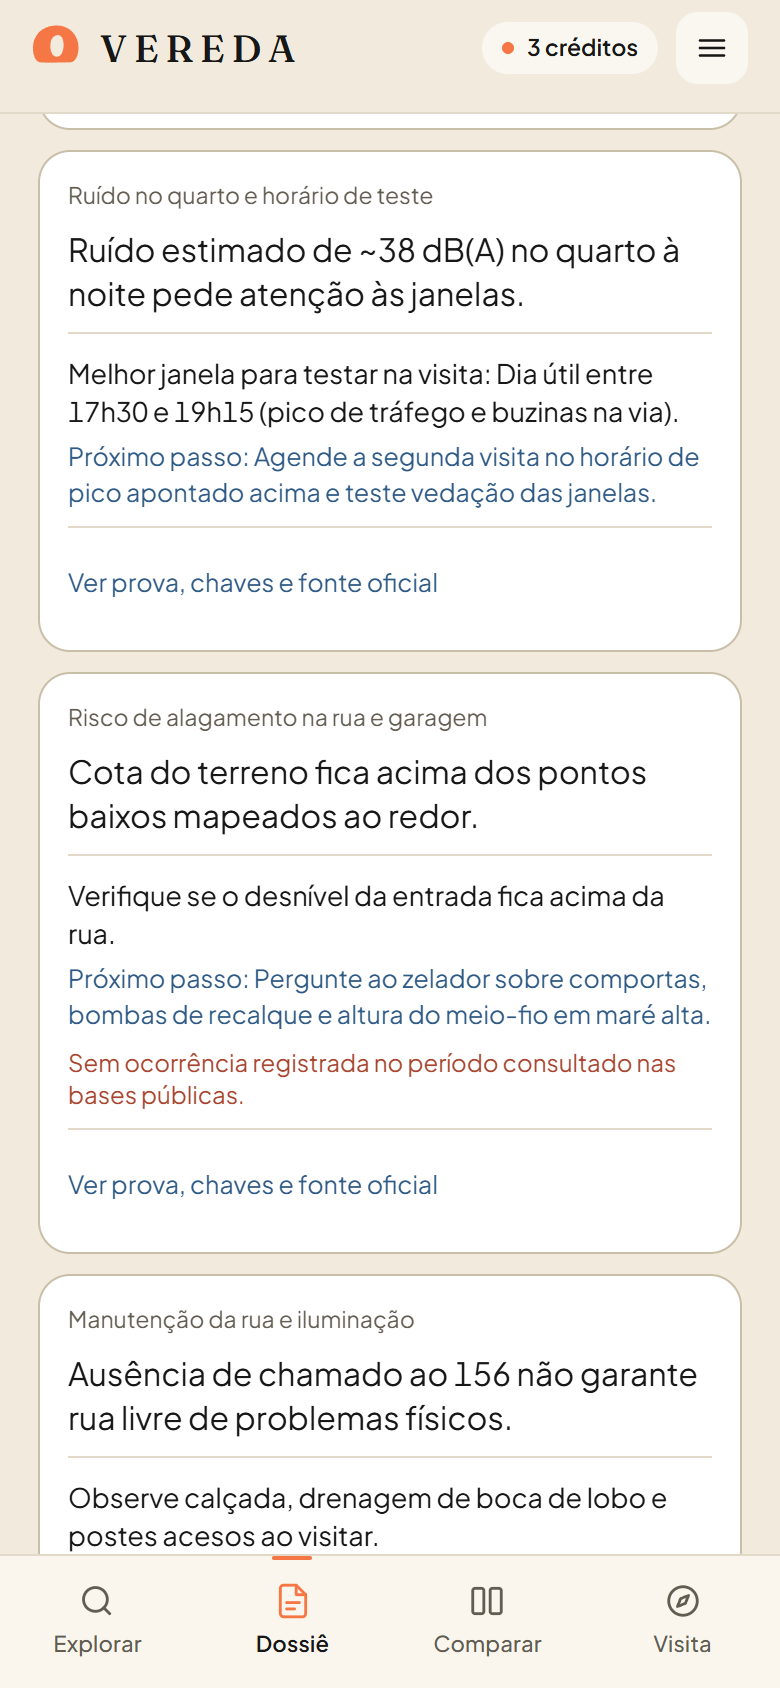 VEREDA
3 créditos
Ruído no quarto e horário de teste
Ruído estimado de ~38 dB(A) no quarto à
noite pede atenção às janelas.
Melhor janela para testar na visita: Dia útil entre
17h30 e 19h15 (pico de tráfego e buzinas na via).
Próximo passo: Agende a segunda visita no horário de
pico apontado acima e teste vedação das janelas.
Ver prova, chaves e fonte oficial
Risco de alagamento na rua e garagem
Cota do terreno fica acima dos pontos
baixos mapeados ao redor.
Verifique se o desnível da entrada fica acima da
rua.
Próximo passo: Pergunte ao zelador sobre comportas,
bombas de recalque e altura do meio-fio em maré alta.
Sem ocorrência registrada no período consultado nas
bases públicas.
Ver prova, chaves e fonte oficial
Manutenção da rua e iluminação
Ausência de chamado ao 156 não garante
rua livre de problemas físicos.
Observe calçada, drenagem de boca de lobo e
postes acesos ao visitar.
Explorar
Dossiê
Comparar
Visita